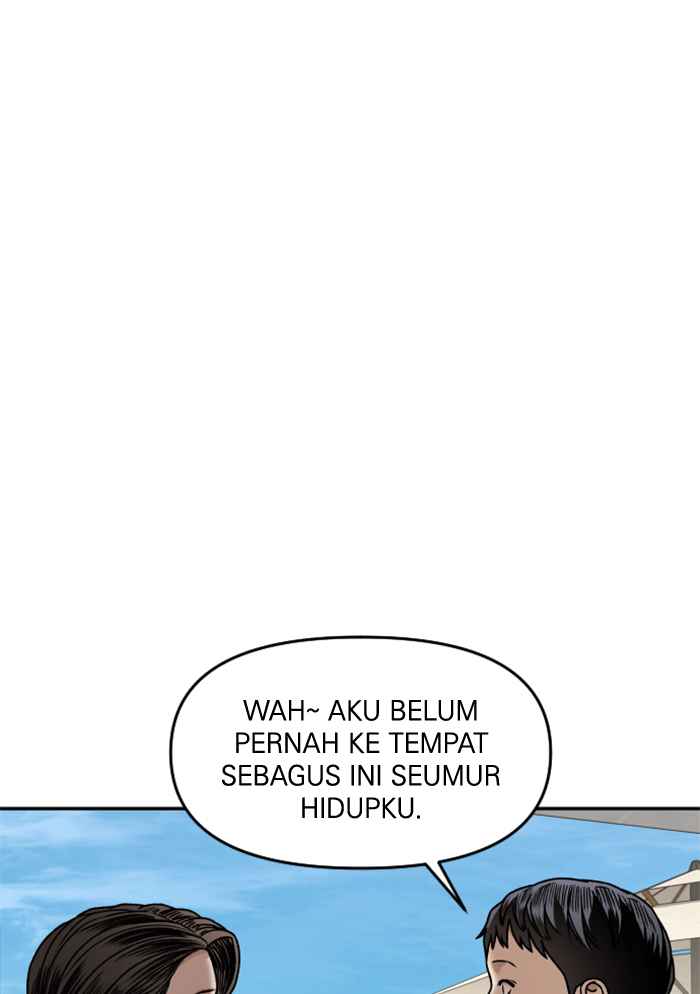 WAH~ AKU BELUM
PERNAH KE TEMPAT
SEBAGUS INI SEUMUR
HIDUPKU.